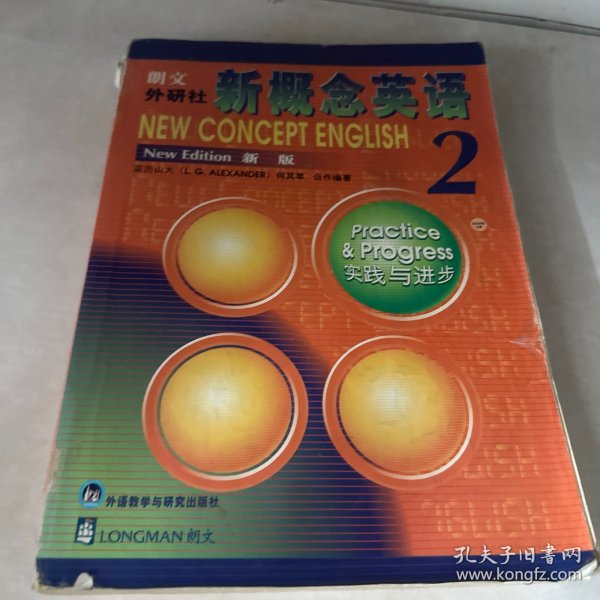 朗文
外研社
新概念英语
NEW CONCEPT ENGLISH
2
New Edition 新 版
亚历山大 (L. G. ALEXANDER) 何其莘 合作编著
Practice
& Progress
实践与进步
外语教学与研究出版社
LONGMAN 朗文
孔夫子旧书网
www.kongfz.com